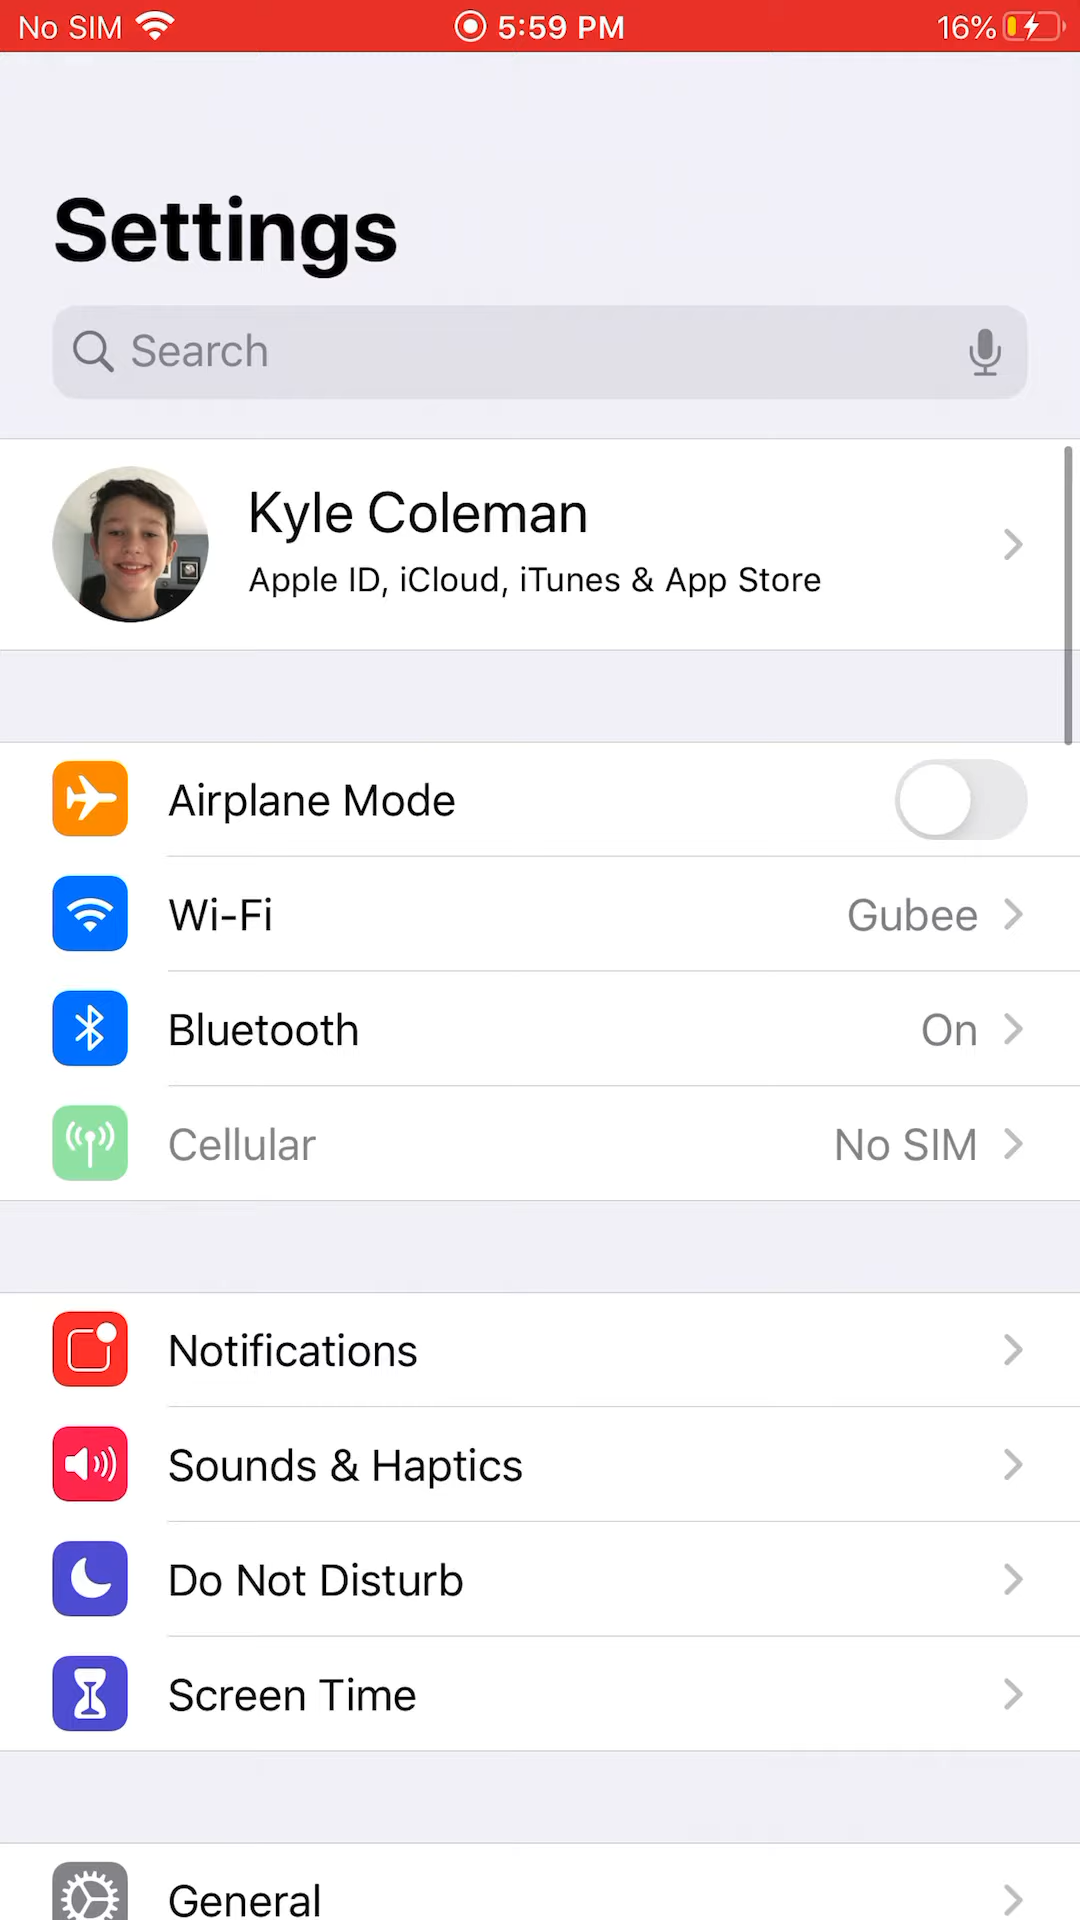 No SIM 5:59 PM 16%
Settings
Search
Kyle Coleman
Apple ID, iCloud, iTunes & App Store
Airplane Mode
Wi-Fi Gubee
Bluetooth On
Cellular No SIM
Notifications
Sounds & Haptics
Do Not Disturb
Screen Time
General